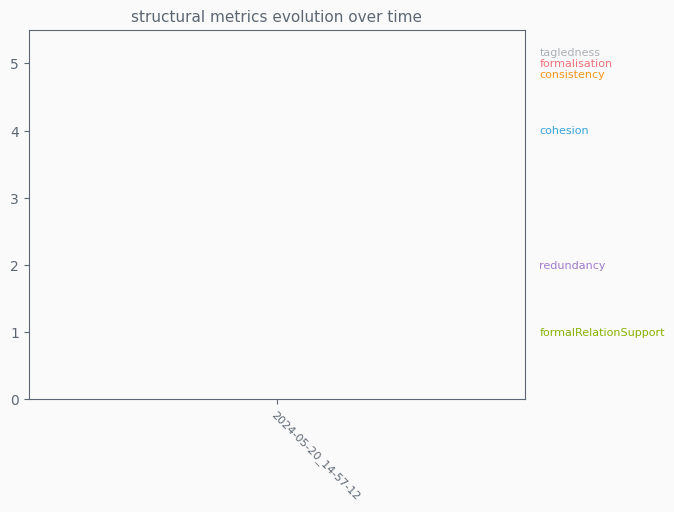 structural metrics evolution over time
5
4
3
2
1
0
tagledness
formalisation
consistency
cohesion
redundancy
formalRelationSupport
2024-05-20_14-57-12